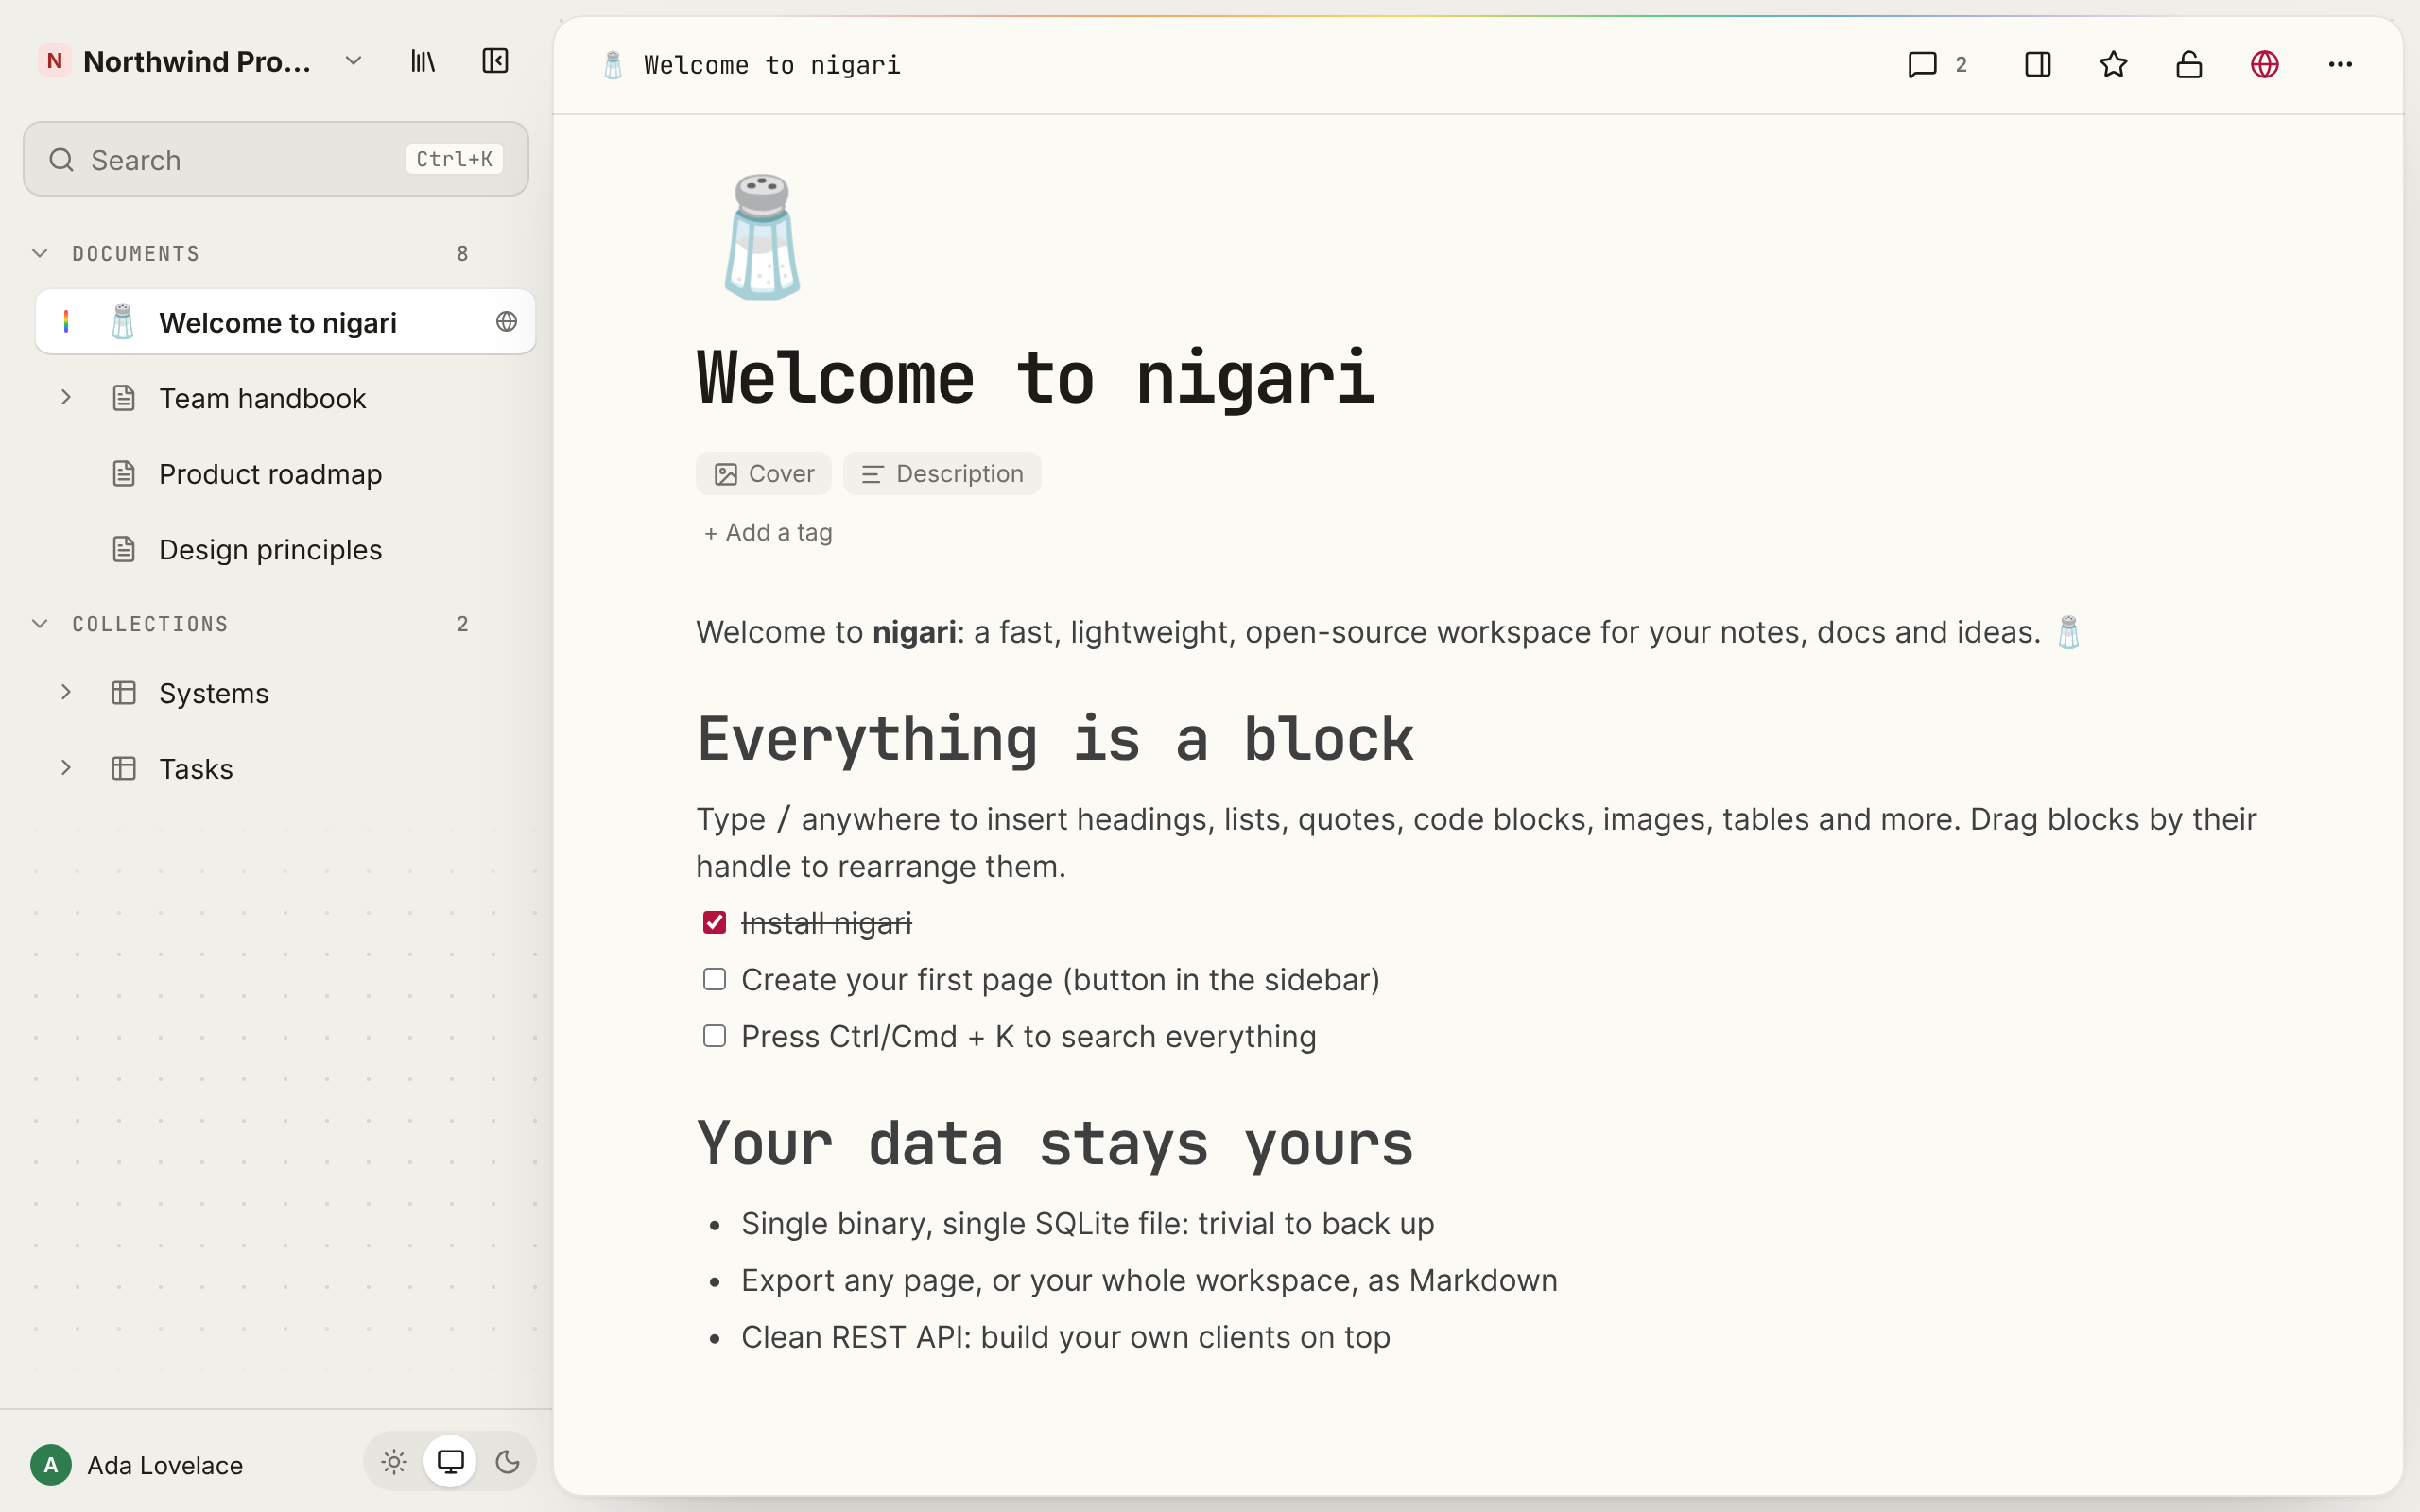 N Northwind Pro...
Search Ctrl+K
DOCUMENTS 8
Welcome to nigari
Team handbook
Product roadmap
Design principles
COLLECTIONS 2
Systems
Tasks
A Ada Lovelace
Welcome to nigari 2
Welcome to nigari
Cover Description
+ Add a tag
Welcome to nigari: a fast, lightweight, open-source workspace for your notes, docs and ideas.
Everything is a block
Type / anywhere to insert headings, lists, quotes, code blocks, images, tables and more. Drag blocks by their
handle to rearrange them.
Install nigari
Create your first page (button in the sidebar)
Press Ctrl/Cmd + K to search everything
Your data stays yours
• Single binary, single SQLite file: trivial to back up
• Export any page, or your whole workspace, as Markdown
• Clean REST API: build your own clients on top